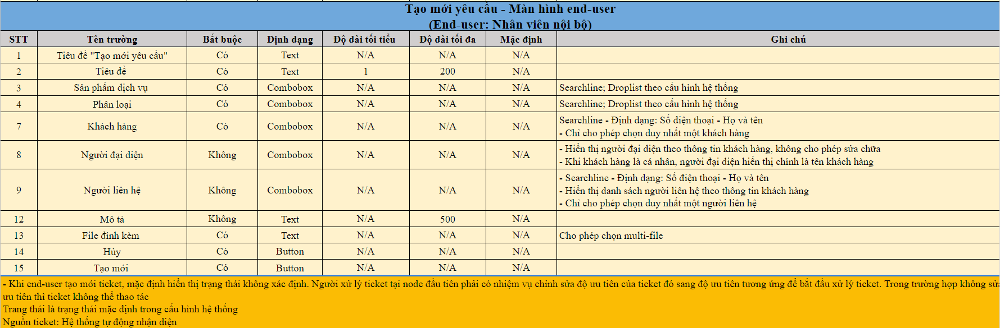 Tạo mới yêu cầu - Màn hình end-user
(End-user: Nhân viên nội bộ)
STT Tên trường Bắt buộc Định dạng Độ dài tối tiểu Độ dài tối đa Mặc định Ghi chú
1 Tiêu đề "Tạo mới yêu cầu" Có Text N/A N/A N/A
2 Tiêu đề Có Text 1 200 N/A
3 Sản phẩm dịch vụ Có Combobox N/A N/A N/A Searchline; Droplist theo cấu hình hệ thống
4 Phân loại Có Combobox N/A N/A N/A Searchline; Droplist theo cấu hình hệ thống
7 Khách hàng Có Combobox N/A N/A N/A Searchline - Định dạng: Số điện thoại - Họ và tên
- Chỉ cho phép chọn duy nhất một khách hàng
8 Người đại diện Không Combobox N/A N/A N/A - Hiển thị người đại diện theo thông tin khách hàng, không cho phép sửa chữa
- Khi khách hàng là cá nhân, người đại diện hiển thị chính là tên khách hàng
9 Người liên hệ Không Combobox N/A N/A N/A - Searchline - Định dạng: Số điện thoại - Họ và tên
- Hiển thị danh sách người liên hệ theo thông tin khách hàng
- Chỉ cho phép chọn duy nhất một người liên hệ
12 Mô tả Không Text N/A 500 N/A
13 File đính kèm Có Text N/A N/A N/A Cho phép chọn multi-file
14 Hủy Có Button N/A N/A N/A
15 Tạo mới Có Button N/A N/A N/A
- Khi end-user tạo mới ticket, mặc định hiển thị trạng thái không xác định. Người xử lý ticket tại node đầu tiên phải có nhiệm vụ chỉnh sửa độ ưu tiên của ticket đó sang độ ưu tiên tương ứng để bắt đầu xử lý ticket. Trong trường hợp không sửa
ưu tiên thì ticket không thể thao tác
Trang thái là trạng thái mặc định trong cấu hình hệ thống
Nguồn ticket: Hệ thống tự động nhận diện